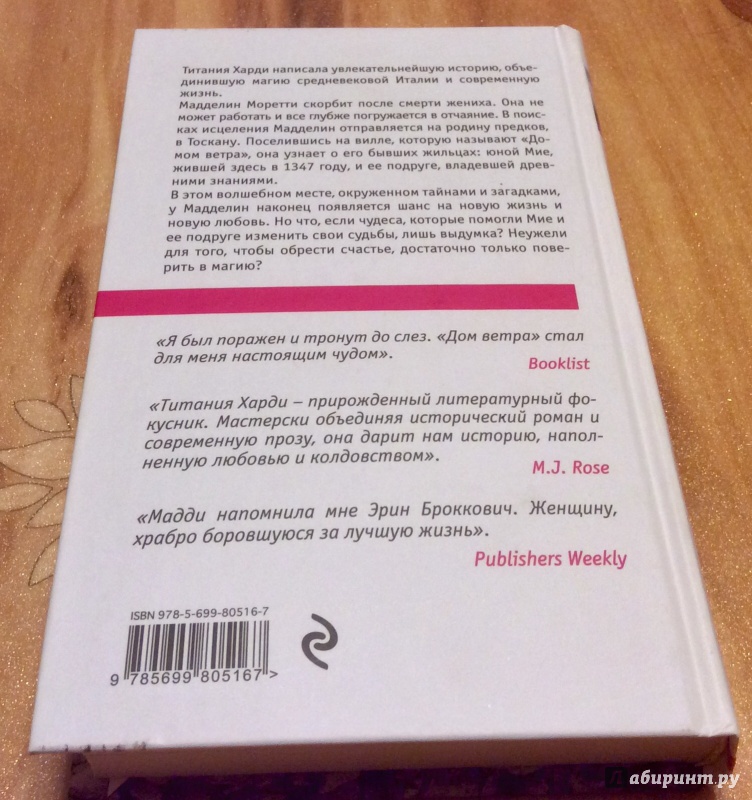 Титания Харди написала увлекательнейшую историю, объе-
динившую магию средневековой Италии и современную
жизнь.
Мадделин Моретти скорбит после смерти жениха. Она не
может работать и все глубже погружается в отчаяние. В поис-
ках исцеления Мадделин отправляется на родину предков,
в Тоскану. Поселившись на вилле, которую называют «До-
мом ветра», она узнает о его бывших жильцах: юной Мие,
жившей здесь в 1347 году, и ее подруге, владевшей древ-
ними знаниями.
В этом волшебном месте, окруженном тайнами и загадками,
у Мадделин наконец появляется шанс на новую жизнь и
новую любовь. Но что, если чудеса, которые помогли Мие и
ее подруге изменить свои судьбы, лишь выдумка? Неужели
для того, чтобы обрести счастье, достаточно только пове-
рить в магию?
«Я был поражен и тронут до слез. «Дом ветра» стал
для меня настоящим чудом».
Booklist
«Титания Харди – прирожденный литературный фо-
кусник. Мастерски объединяя исторический роман и
современную прозу, она дарит нам историю, напол-
ненную любовью и колдовством».
M.J. Rose
«Мадди напомнила мне Эрин Броккович. Женщину,
храбро боровшуюся за лучшую жизнь».
Publishers Weekly
ISBN 978-5-699-80516-7
9 785699 805167 >
Лабиринт.ру